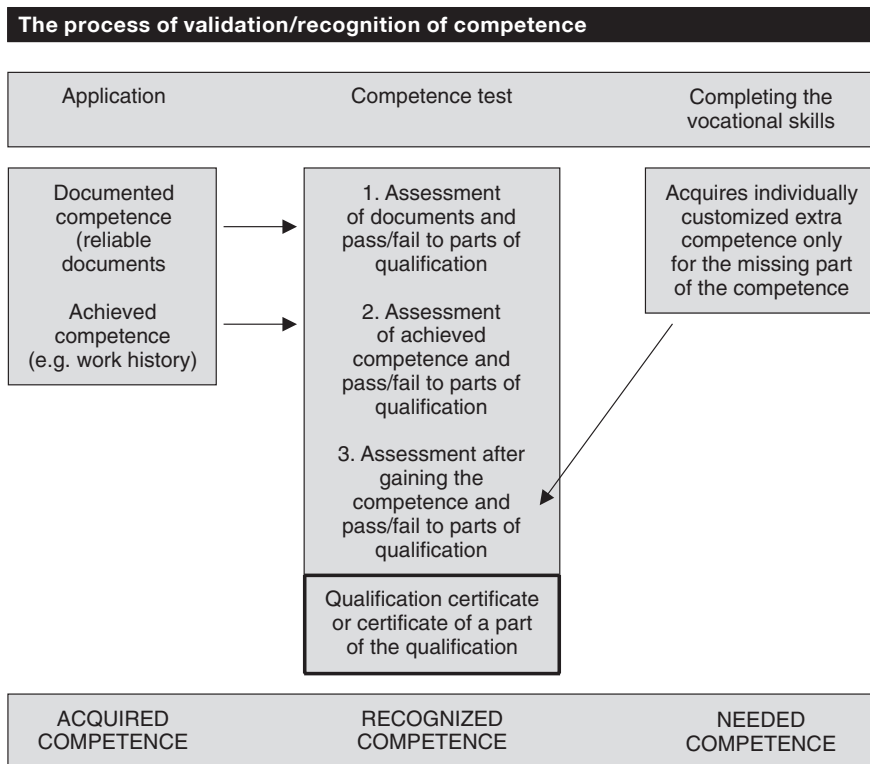 The process of validation/recognition of competence
Application
Competence test
Completing the
vocational skills
Documented
competence
(reliable
documents
Achieved
competence
(e.g. work history)
1. Assessment
of documents and
pass/fail to parts of
qualification
2. Assessment
of achieved
competence and
pass/fail to parts of
qualification
3. Assessment after
gaining the
competence and
pass/fail to parts of
qualification
Qualification certificate
or certificate of a part
of the qualification
Acquires individually
customized extra
competence only
for the missing part
of the competence
ACQUIRED
COMPETENCE
RECOGNIZED
COMPETENCE
NEEDED
COMPETENCE